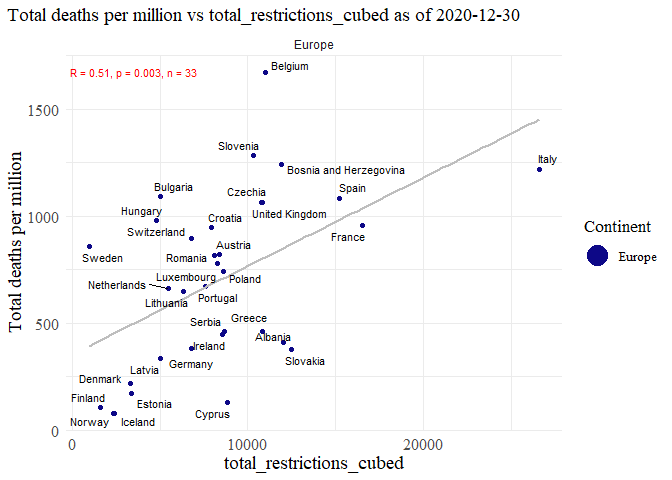 Total deaths per million vs total_restrictions_cubed as of 2020-12-30
Europe
R = 0.51, p = 0.003, n = 33
Belgium
1500
Slovenia
Italy
Bosnia and Herzegovina
Bulgaria
Czechia
Spain
Hungary
Croatia
United Kingdom
1000
Switzerland
France
Austria
Sweden
Romania
Luxembourg
Poland
Netherlands
Lithuania
Portugal
Serbia
Greece
500
Albania
Ireland
Germany
Slovakia
Latvia
Denmark
Finland
Estonia
Cyprus
Norway
Iceland
0
0
10000
20000
total_restrictions_cubed
Total deaths per million
Continent
Europe